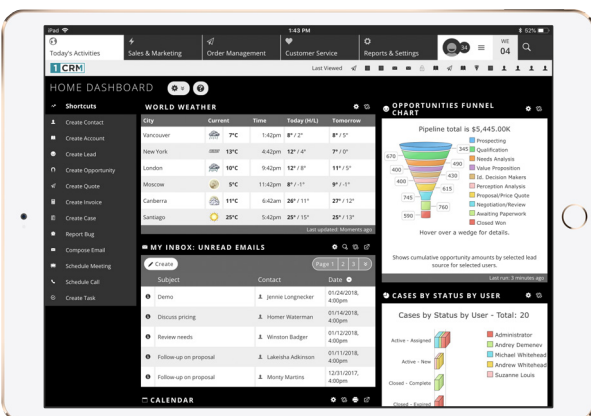 iPad
1:43 PM
52%
Today's Activities
Sales & Marketing
Order Management
Customer Service
Reports & Settings
34
WE
04
1CRM
Last Viewed
HOME DASHBOARD
Shortcuts
Create Contact
Create Account
Create Lead
Create Opportunity
Create Quote
Create Invoice
Create Case
Report Bug
Compose Email
Schedule Meeting
Schedule Call
Create Task
WORLD WEATHER
City Current Time Today (H/L) Tomorrow
Vancouver 7°C 1:42pm 8° / 2° 8° / 5°
New York 13°C 4:42pm 12° / 4° 7° / 0°
London 10°C 9:42pm 12° / 8° 11° / 5°
Moscow 5°C 11:42pm 8° / -1° 9° / -1°
Canberra 11°C 6:42am 26° / 11° 27° / 12°
Santiago 25°C 5:42pm 25° / 15° 25° / 13°
Last updated: Moments ago
MY INBOX: UNREAD EMAILS
Create
Page 1 2 3
Subject Contact Date
Demo Jennie Longnecker 01/24/2018, 4:00pm
Discuss pricing Homer Waterman 01/14/2018, 4:00pm
Review needs Winston Badger 01/12/2018, 4:00pm
Follow-up on proposal Lakeisha Adkinson 01/11/2018, 4:00pm
Follow-up on proposal Monty Martins 12/31/2017, 4:00pm
CALENDAR
OPPORTUNITIES FUNNEL
CHART
Pipeline total is $5,445.00K
670
400
400
745
590
345
490
430
615
760
Prospecting
Qualification
Needs Analysis
Value Proposition
Id. Decision Makers
Perception Analysis
Proposal/Price Quote
Negotiation/Review
Awaiting Paperwork
Closed Won
Hover over a wedge for details.
Shows cumulative opportunity amounts by selected lead
source for selected users.
Last run: 3 minutes ago
CASES BY STATUS BY USER
Cases by Status by User - Total: 20
Active - Assigned
Active - New
Closed - Complete
Closed - Expired
Administrator
Andrey Demenev
Michael Whitehead
Andrew Whitehead
Suzanne Louis